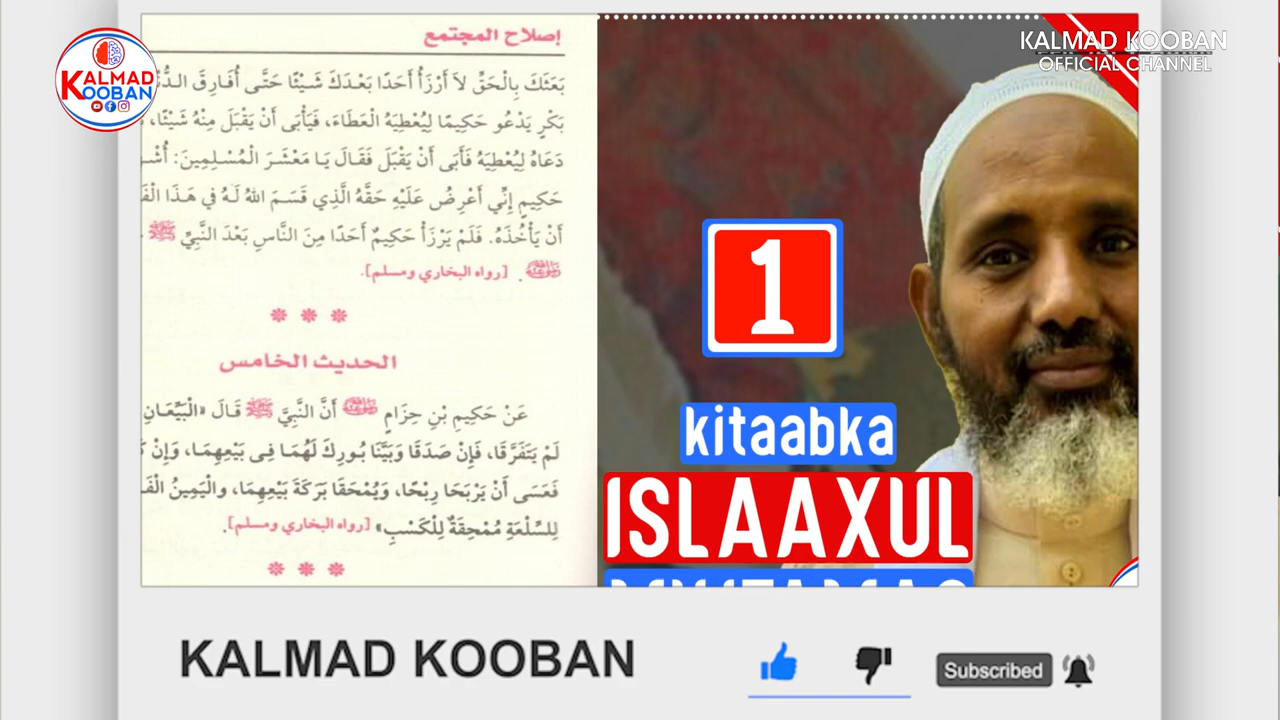 KALMAD
KOOBAN
KALMAD KOOBAN
OFFICIAL CHANNEL
إصلاح المجتمع
بَعَثَكَ بِالْحَقِّ لاَ أَرْزَأُ أَحَدًا بَعْدَكَ شَيْئًا حَتَّى أُفَارِقَ
بَكْرٍ يَدْعُو حَكِيمًا لِيُعْطِيَهُ الْعَطَاءَ، فَيَأْبَى أَنْ يَقْبَلَ مِنْهُ شَيْئًا،
دَعَاهُ لِيُعْطِيَهُ فَأَبَى أَنْ يَقْبَلَ فَقَالَ يَا مَعْشَرَ الْمُسْلِمِينَ:
حَكِيمٍ إِنِّي أَعْرِضُ عَلَيْهِ حَقَّهُ الَّذِي قَسَمَ اللهُ لَهُ فِي هَذَا
أَنْ يَأْخُذَهُ. فَلَمْ يَرْزَأْ حَكِيمٌ أَحَدًا مِنَ النَّاسِ بَعْدَ النَّبِيِّ ﷺ
. [رواه البخاري ومسلم].
الحديث الخامس
عَنْ حَكِيمِ بْنِ حِزَامٍ أَنَّ النَّبِيَّ ﷺ قَالَ «الْبَيِّعَانِ
لَمْ يَتَفَرَّقَا، فَإِنْ صَدَقَا وَبَيَّنَا بُورِكَ لَهُمَا فِى بَيْعِهِمَا، وَإِنْ
فَعَسَى أَنْ يَرْبَحَا رِبْحًا، وَيُمْحَقَا بَرَكَةَ بَيْعِهِمَا، وَالْيَمِينُ
لِلسِّلْعَةِ مُمْحِقَةٌ لِلْكَسْبِ» [رواه البخاري ومسلم].
1
kitaabka
ISLAAXUL
KALMAD KOOBAN
Subscribed